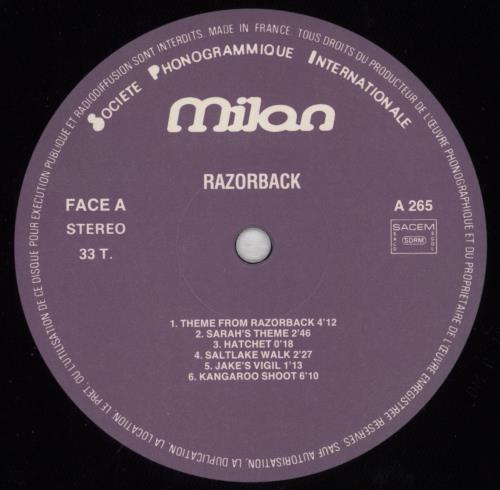 MADE IN FRANCE. TOUS DROITS DU PRODUCTEUR DE L'ŒUVRE PHONOGRAPHIQUE ET DU PROPRIETAIRE DE L'ŒUVRE ENREGISTREE RESERVES. SAUF AUTORISATION, LA DUPLICATION, LA LOCATION, LE PRET, OU L'UTILISATION DE CE DISQUE POUR EXECUTION PUBLIQUE ET RADIODIFFUSION SONT INTERDITS.
SOCIETE PHONOGRAMMIQUE INTERNATIONALE
Milan
RAZORBACK
FACE A
STEREO
33 T.
A 265
SACEM
SDRM
SACD
SGDL
1. THEME FROM RAZORBACK 4'12
2. SARAH'S THEME 2'46
3. HATCHET 0'18
4. SALTLAKE WALK 2'27
5. JAKE'S VIGIL 1'13
6. KANGAROO SHOOT 6'10